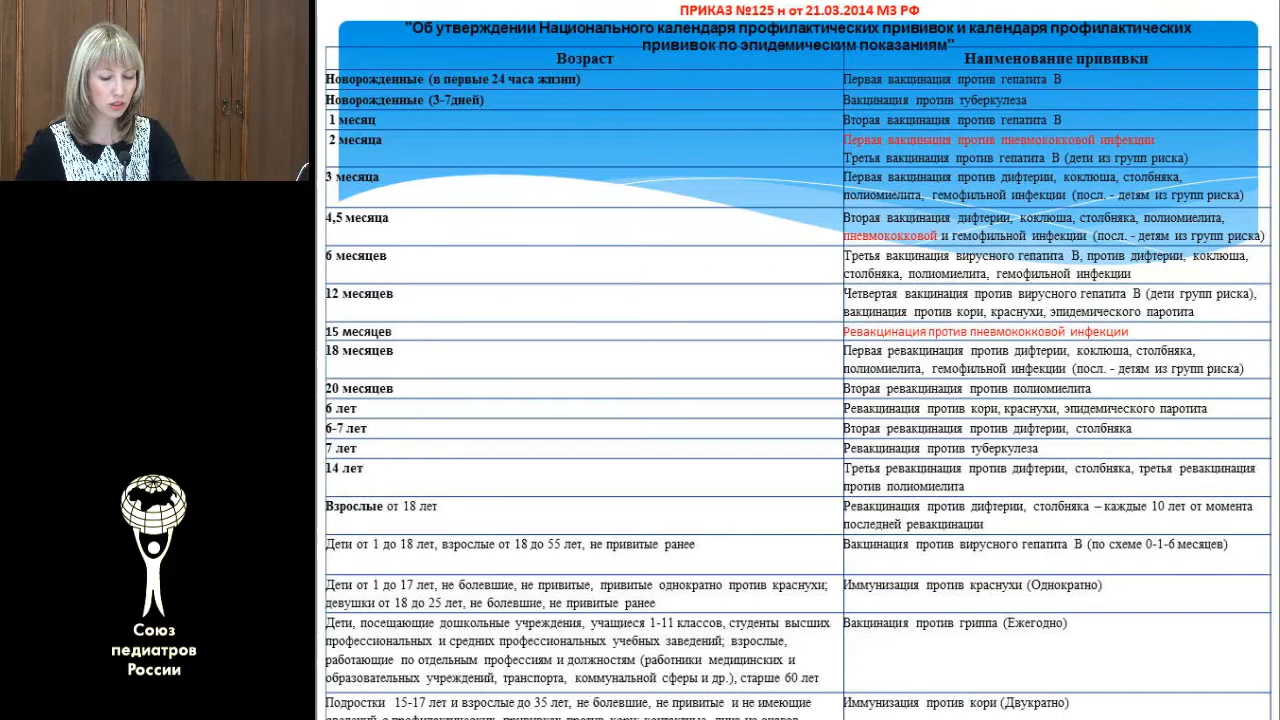 ПРИКАЗ №125 н от 21.03.2014 МЗ РФ
"Об утверждении Национального календаря профилактических прививок и календаря профилактических
прививок по эпидемическим показаниям"
Возраст
Наименование прививки
Новорожденные (в первые 24 часа жизни)
Первая вакцинация против гепатита В
Новорожденные (3-7дней)
Вакцинация против туберкулеза
1 месяц
Вторая вакцинация против гепатита В
2 месяца
Первая вакцинация против пневмококковой инфекции
Третья вакцинация против гепатита В (дети из групп риска)
3 месяца
Первая вакцинация против дифтерии, коклюша, столбняка,
полиомиелита, гемофильной инфекции (посл. - детям из групп риска)
4,5 месяца
Вторая вакцинация дифтерии, коклюша, столбняка, полиомиелита,
пневмококковой и гемофильной инфекции (посл. - детям из групп риска)
6 месяцев
Третья вакцинация вирусного гепатита В, против дифтерии, коклюша,
столбняка, полиомиелита, гемофильной инфекции
12 месяцев
Четвертая вакцинация против вирусного гепатита В (дети групп риска),
вакцинация против кори, краснухи, эпидемического паротита
15 месяцев
Ревакцинация против пневмококковой инфекции
18 месяцев
Первая ревакцинация против дифтерии, коклюша, столбняка,
полиомиелита, гемофильной инфекции (посл. - детям из групп риска)
20 месяцев
Вторая ревакцинация против полиомиелита
6 лет
Ревакцинация против кори, краснухи, эпидемического паротита
6-7 лет
Вторая ревакцинация против дифтерии, столбняка
7 лет
Ревакцинация против туберкулеза
14 лет
Третья ревакцинация против дифтерии, столбняка, третья ревакцинация
против полиомиелита
Взрослые от 18 лет
Ревакцинация против дифтерии, столбняка – каждые 10 лет от момента
последней ревакцинации
Дети от 1 до 18 лет, взрослые от 18 до 55 лет, не привитые ранее
Вакцинация против вирусного гепатита В (по схеме 0-1-6 месяцев)
Дети от 1 до 17 лет, не болевшие, не привитые, привитые однократно против краснухи;
девушки от 18 до 25 лет, не болевшие, не привитые ранее
Иммунизация против краснухи (Однократно)
Дети, посещающие дошкольные учреждения, учащиеся 1-11 классов, студенты высших
профессиональных и средних профессиональных учебных заведений; взрослые,
работающие по отдельным профессиям и должностям (работники медицинских и
образовательных учреждений, транспорта, коммунальной сферы и др.), старше 60 лет
Вакцинация против гриппа (Ежегодно)
Подростки 15-17 лет и взрослые до 35 лет, не болевшие, не привитые и не имеющие
Иммунизация против кори (Двукратно)
Союз
педиатров
России